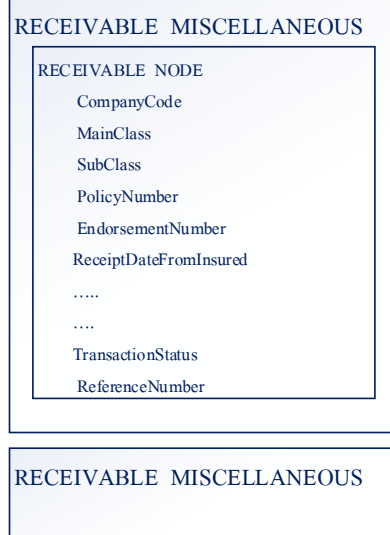 RECEIVABLE MISCELLANEOUS
RECEIVABLE NODE
CompanyCode
MainClass
SubClass
PolicyNumber
EndorsementNumber
ReceiptDateFromInsured
…..
….
TransactionStatus
ReferenceNumber
RECEIVABLE MISCELLANEOUS